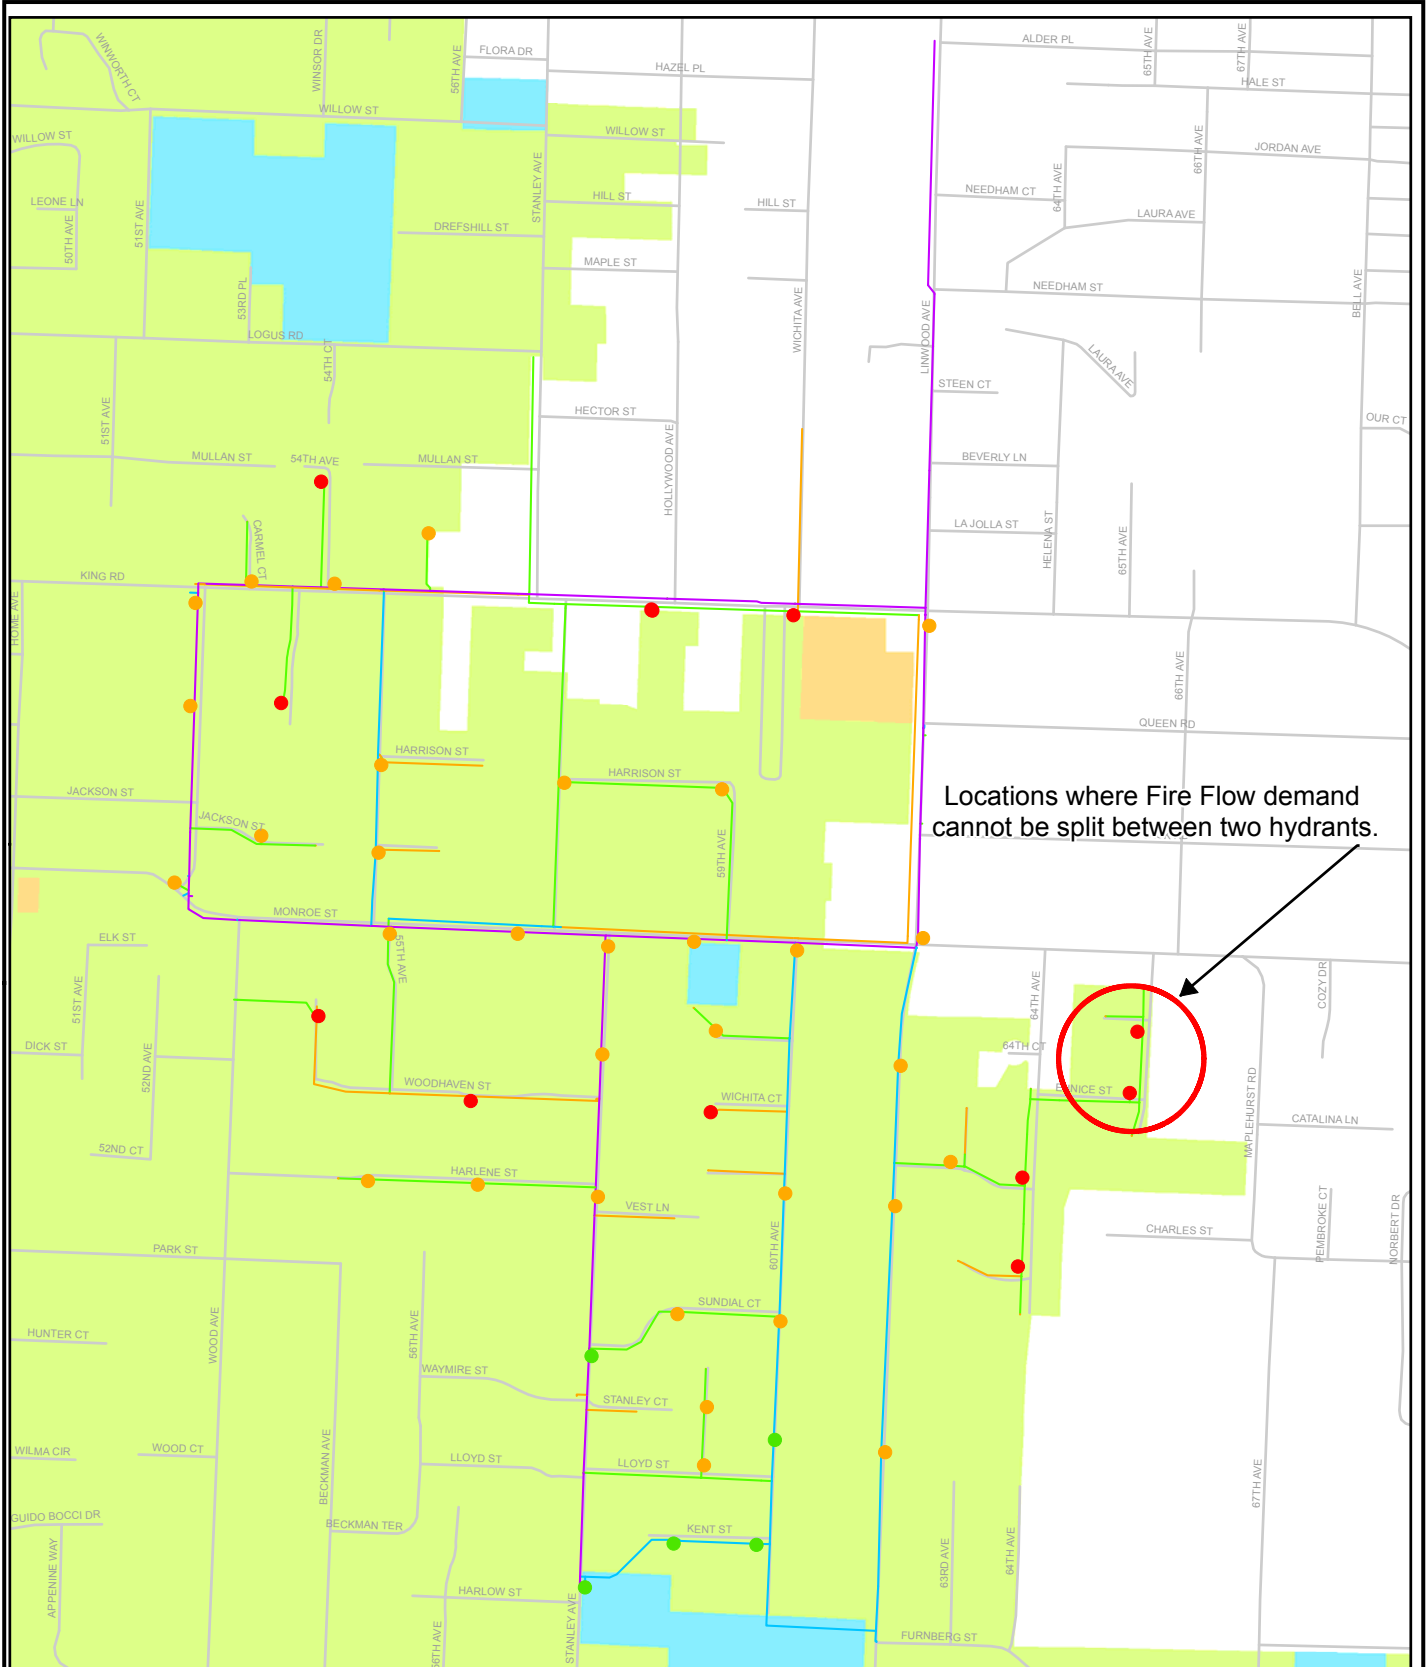 FLORA DR
ALDER PL
WINWORTH CT
WINSOR DR
56TH AVE
HAZEL PL
65TH AVE
67TH AVE
HALE ST
WILLOW ST
WILLOW ST
WILLOW ST
JORDAN AVE
66TH AVE
64TH AVE
NEEDHAM CT
STANLEY AVE
HILL ST
HILL ST
LEONE LN
51ST AVE
50TH AVE
LAURA AVE
DREFSHILL ST
MAPLE ST
53RD PL
NEEDHAM ST
BELL AVE
WICHITA AVE
LINWOOD AVE
LOGUS RD
54TH CT
LAURA AVE
STEEN CT
51ST AVE
HECTOR ST
OUR CT
HOLLYWOOD AVE
MULLAN ST
54TH AVE
MULLAN ST
BEVERLY LN
LA JOLLA ST
CARMEL CT
HELENA ST
65TH AVE
KING RD
HOME AVE
66TH AVE
QUEEN RD
HARRISON ST
HARRISON ST
JACKSON ST
JACKSON ST
Locations where Fire Flow demand
cannot be split between two hydrants.
59TH AVE
MONROE ST
ELK ST
55TH AVE
51ST AVE
64TH AVE
COZY DR
DICK ST
52ND AVE
64TH CT
WOODHAVEN ST
EUNICE ST
WICHITA CT
MAPLEHURST RD
CATALINA LN
52ND CT
HARLENE ST
VEST LN
PEMBROKE CT
NORBERT DR
CHARLES ST
PARK ST
60TH AVE
SUNDIAL CT
HUNTER CT
WOOD AVE
56TH AVE
WAYMIRE ST
STANLEY CT
WILMA CIR
WOOD CT
LLOYD ST
LLOYD ST
BECKMAN AVE
67TH AVE
GUIDO BOCCI DR
BECKMAN TER
KENT ST
APPENINE WAY
63RD AVE
64TH AVE
HARLOW ST
STANLEY AVE
56TH AVE
FURNBERG ST